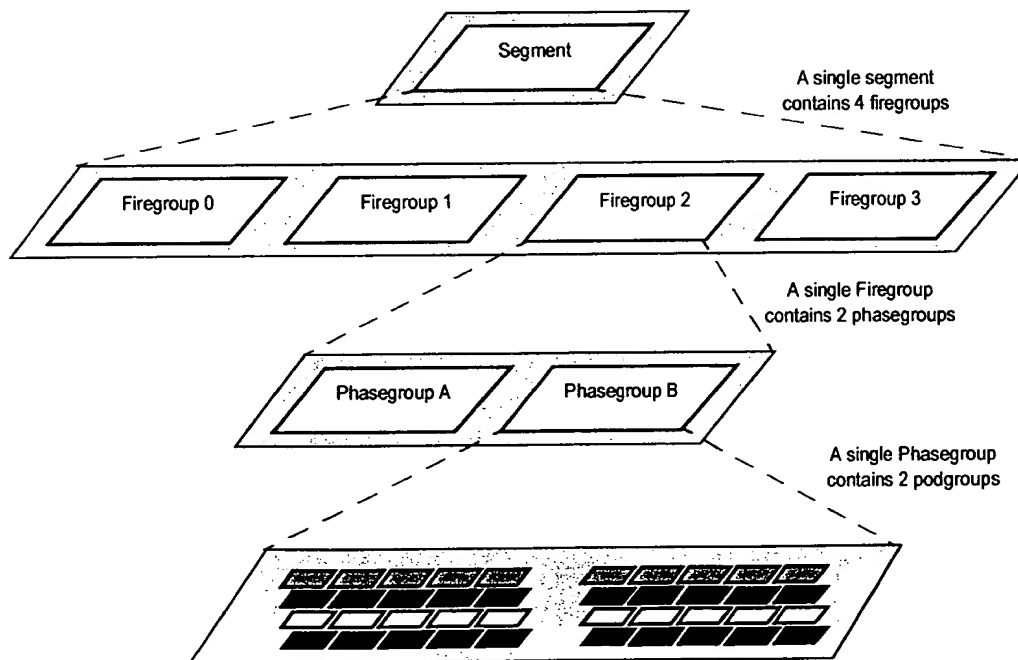 Segment
A single segment
contains 4 firegroups
Firegroup 0
Firegroup 1
Firegroup 2
Firegroup 3
A single Firegroup
contains 2 phasegroups
Phasegroup A
Phasegroup B
A single Phasegroup
contains 2 podgroups